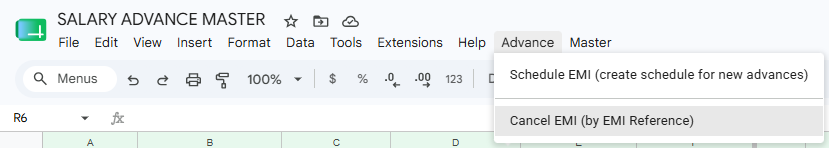 SALARY ADVANCE MASTER
File Edit View Insert Format Data Tools Extensions Help Advance Master
Menus 100% $ % .0 .00 123 D
Schedule EMI (create schedule for new advances)
Cancel EMI (by EMI Reference)
R6 fx
A B C D